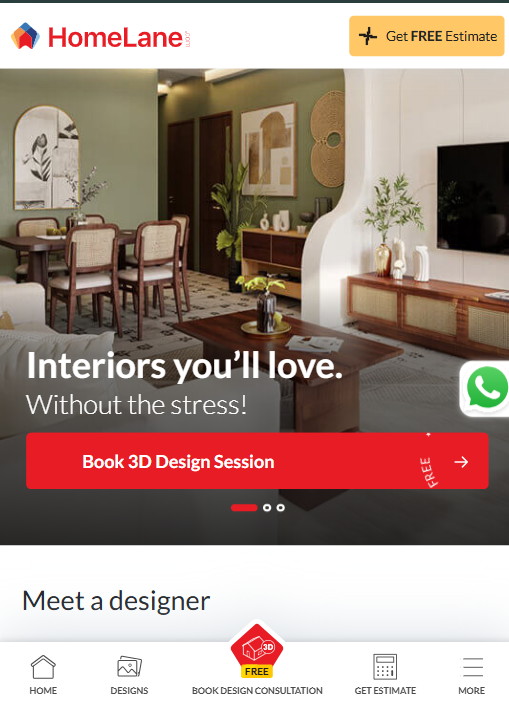 HomeLane
Get FREE Estimate
Interiors you'll love.
Without the stress!
Book 3D Design Session
FREE
Meet a designer
3D
FREE
HOME
DESIGNS
BOOK DESIGN CONSULTATION
GET ESTIMATE
MORE